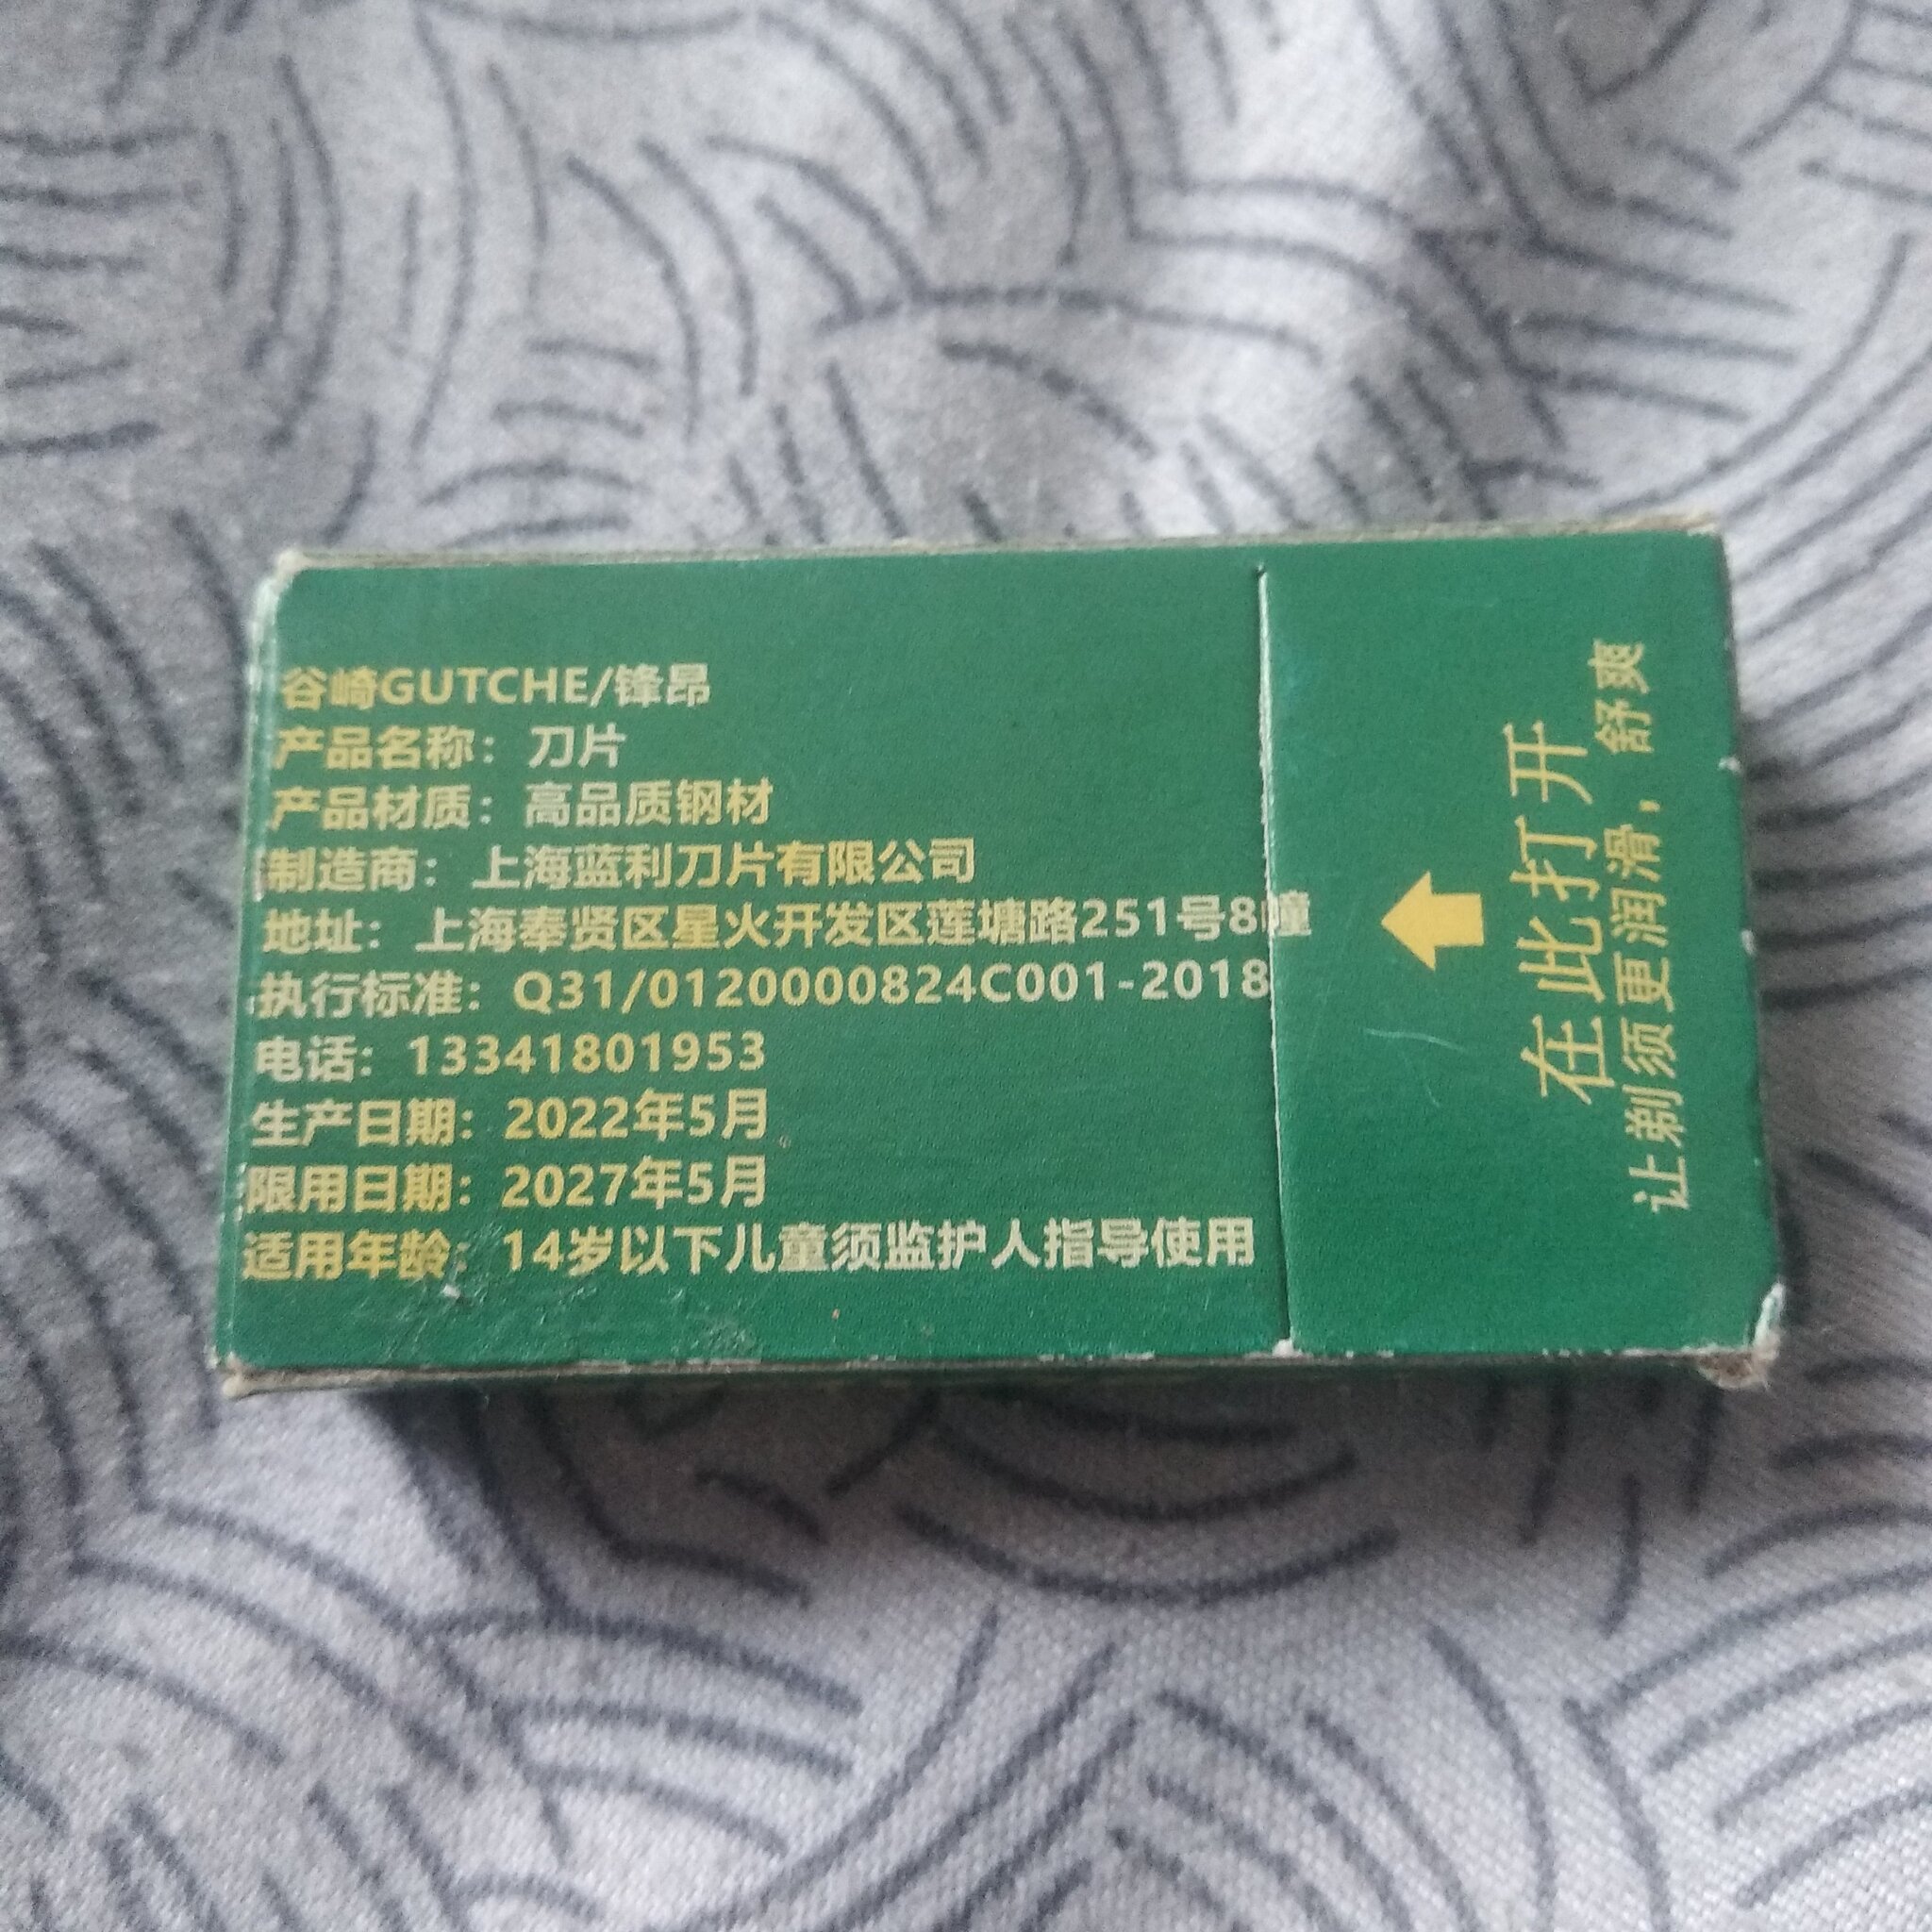 谷崎GUTCHE/锋昂
产品名称：刀片
产品材质：高品质钢材
制造商：上海蓝利刀片有限公司
地址：上海奉贤区星火开发区莲塘路251号8幢
执行标准：Q31/0120000824C001-2018
电话：13341801953
生产日期：2022年5月
限用日期：2027年5月
适用年龄：14岁以下儿童须监护人指导使用
在此打开
让剃须更润滑，舒爽